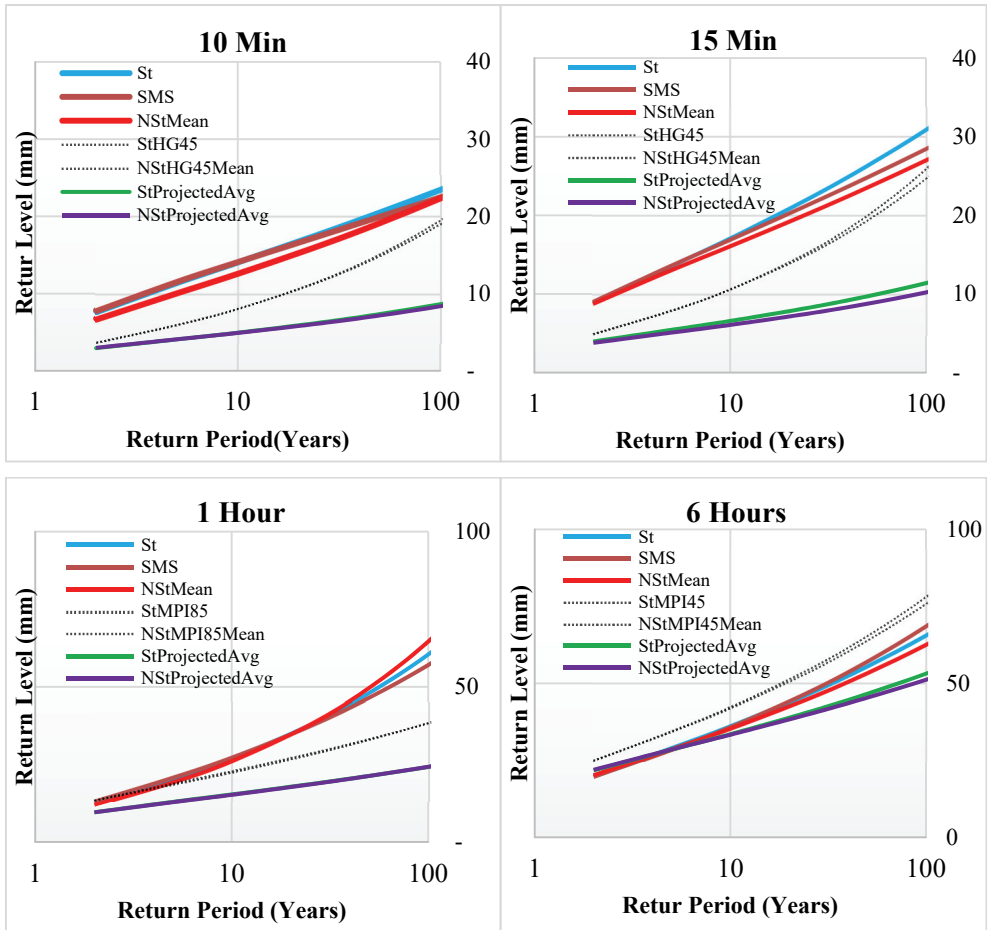 10 Min
St
SMS
NStMean
StHG45
NStHG45Mean
StProjectedAvg
NStProjectedAvg
40
30
20
10
-
1
10
100
Retur Level (mm)
Return Period(Years)
15 Min
St
SMS
NStMean
StHG45
NStHG45Mean
StProjectedAvg
NStProjectedAvg
40
30
20
10
-
1
10
100
Return Level (mm)
Return Period (Years)
1 Hour
St
SMS
NStMean
StMPI85
NStMPI85Mean
StProjectedAvg
NStProjectedAvg
100
50
-
1
10
100
Return Level (mm)
Return Period (Years)
6 Hours
St
SMS
NStMean
StMPI45
NStMPI45Mean
StProjectedAvg
NStProjectedAvg
100
50
0
1
10
100
Return Level (mm)
Retur Period (Years)